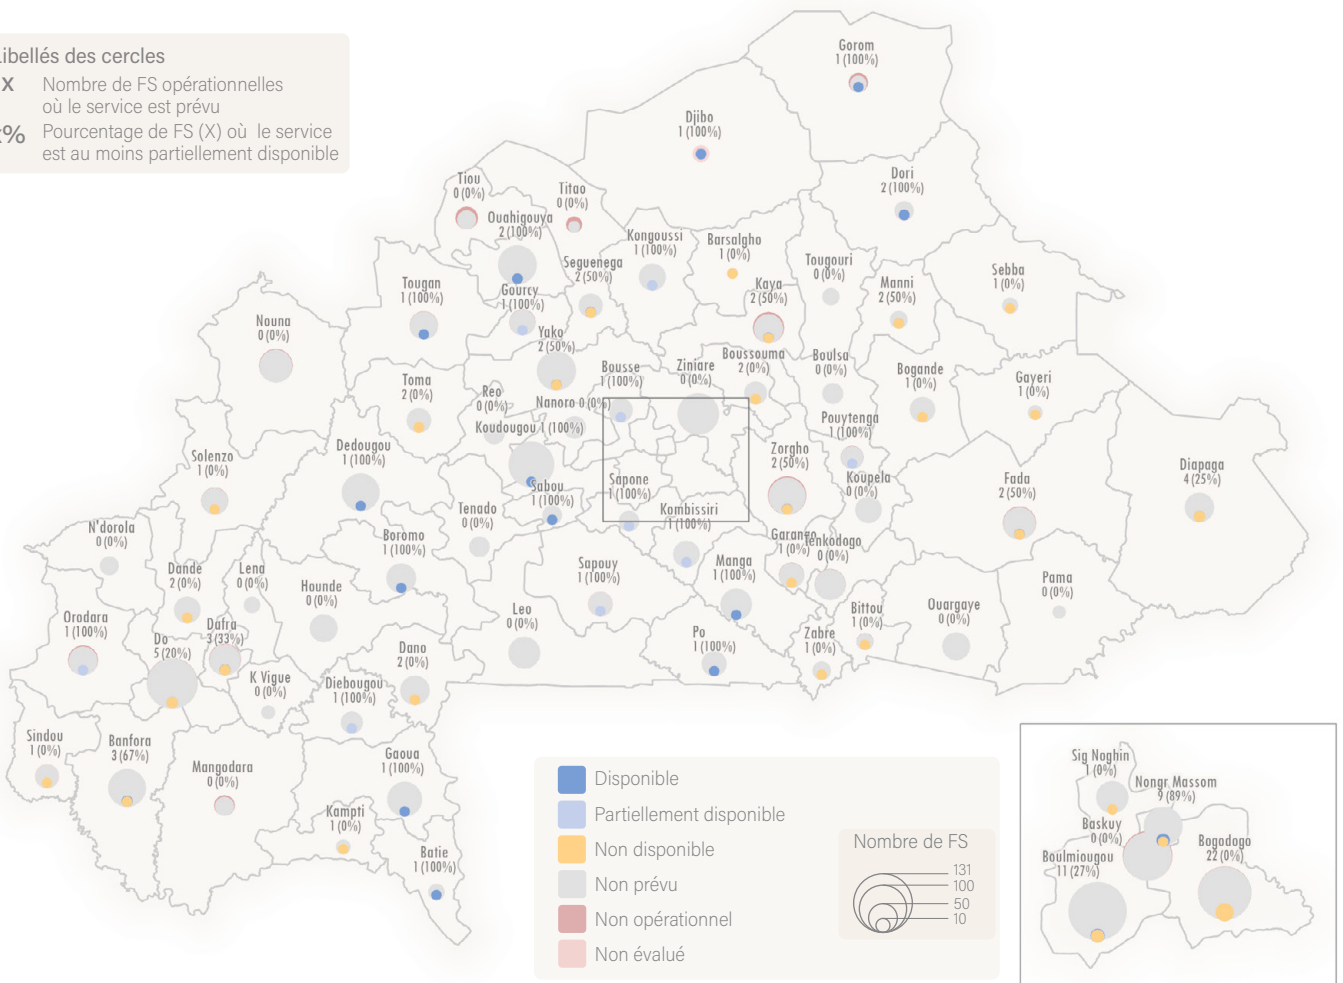 Libellés des cercles
X Nombre de FS opérationnelles
où le service est prévu
% Pourcentage de FS (X) où le service
est au moins partiellement disponible
Gorom
1 (100%)
Djibo
1 (100%)
Dori
2 (100%)
Tiou
0 (0%)
Titao
0 (0%)
Ouahigouya
2 (100%)
Kongoussi
1 (100%)
Barsalgho
1 (0%)
Seguenega
2 (50%)
Tougouri
0 (0%)
Sebba
1 (0%)
Tougan
1 (100%)
Gourcy
1 (100%)
Kaya
2 (50%)
Manni
2 (50%)
Nouna
0 (0%)
Yako
2 (50%)
Bousse
1 (100%)
Ziniare
0 (0%)
Boussouma
2 (0%)
Boulsa
0 (0%)
Bogande
1 (0%)
Gayeri
1 (0%)
Toma
2 (0%)
Reo
0 (0%)
Nanoro 0 (0%)
Koudougou 1 (100%)
Pouytenga
1 (100%)
Dedougou
1 (100%)
Solenzo
1 (0%)
Zorgho
2 (50%)
Diapaga
4 (25%)
Sabou
1 (100%)
Sapone
1 (100%)
Koupela
0 (0%)
Fada
2 (50%)
N'dorola
0 (0%)
Tenado
0 (0%)
Kombissiri
1 (100%)
Boromo
1 (100%)
Garango
1 (0%)
Tenkodogo
0 (0%)
Dande
2 (0%)
Lena
0 (0%)
Hounde
0 (0%)
Sapouy
1 (100%)
Manga
1 (100%)
Pama
0 (0%)
Orodara
1 (100%)
Dafra
3 (33%)
Do
5 (20%)
Leo
0 (0%)
Bittou
1 (0%)
Ouargaye
0 (0%)
Dano
2 (0%)
Po
1 (100%)
Zabre
1 (0%)
K Vigue
0 (0%)
Diebougou
1 (100%)
Sindou
1 (0%)
Banfora
3 (67%)
Mangodara
0 (0%)
Gaoua
1 (100%)
Kampti
1 (0%)
Batie
1 (100%)
Disponible
Partiellement disponible
Non disponible
Non prévu
Non opérationnel
Non évalué
Nombre de FS
131
100
50
10
Sig Noghin
1 (0%)
Nongr Massom
9 (89%)
Baskuy
0 (0%)
Bogodogo
22 (0%)
Boulmiougou
11 (27%)